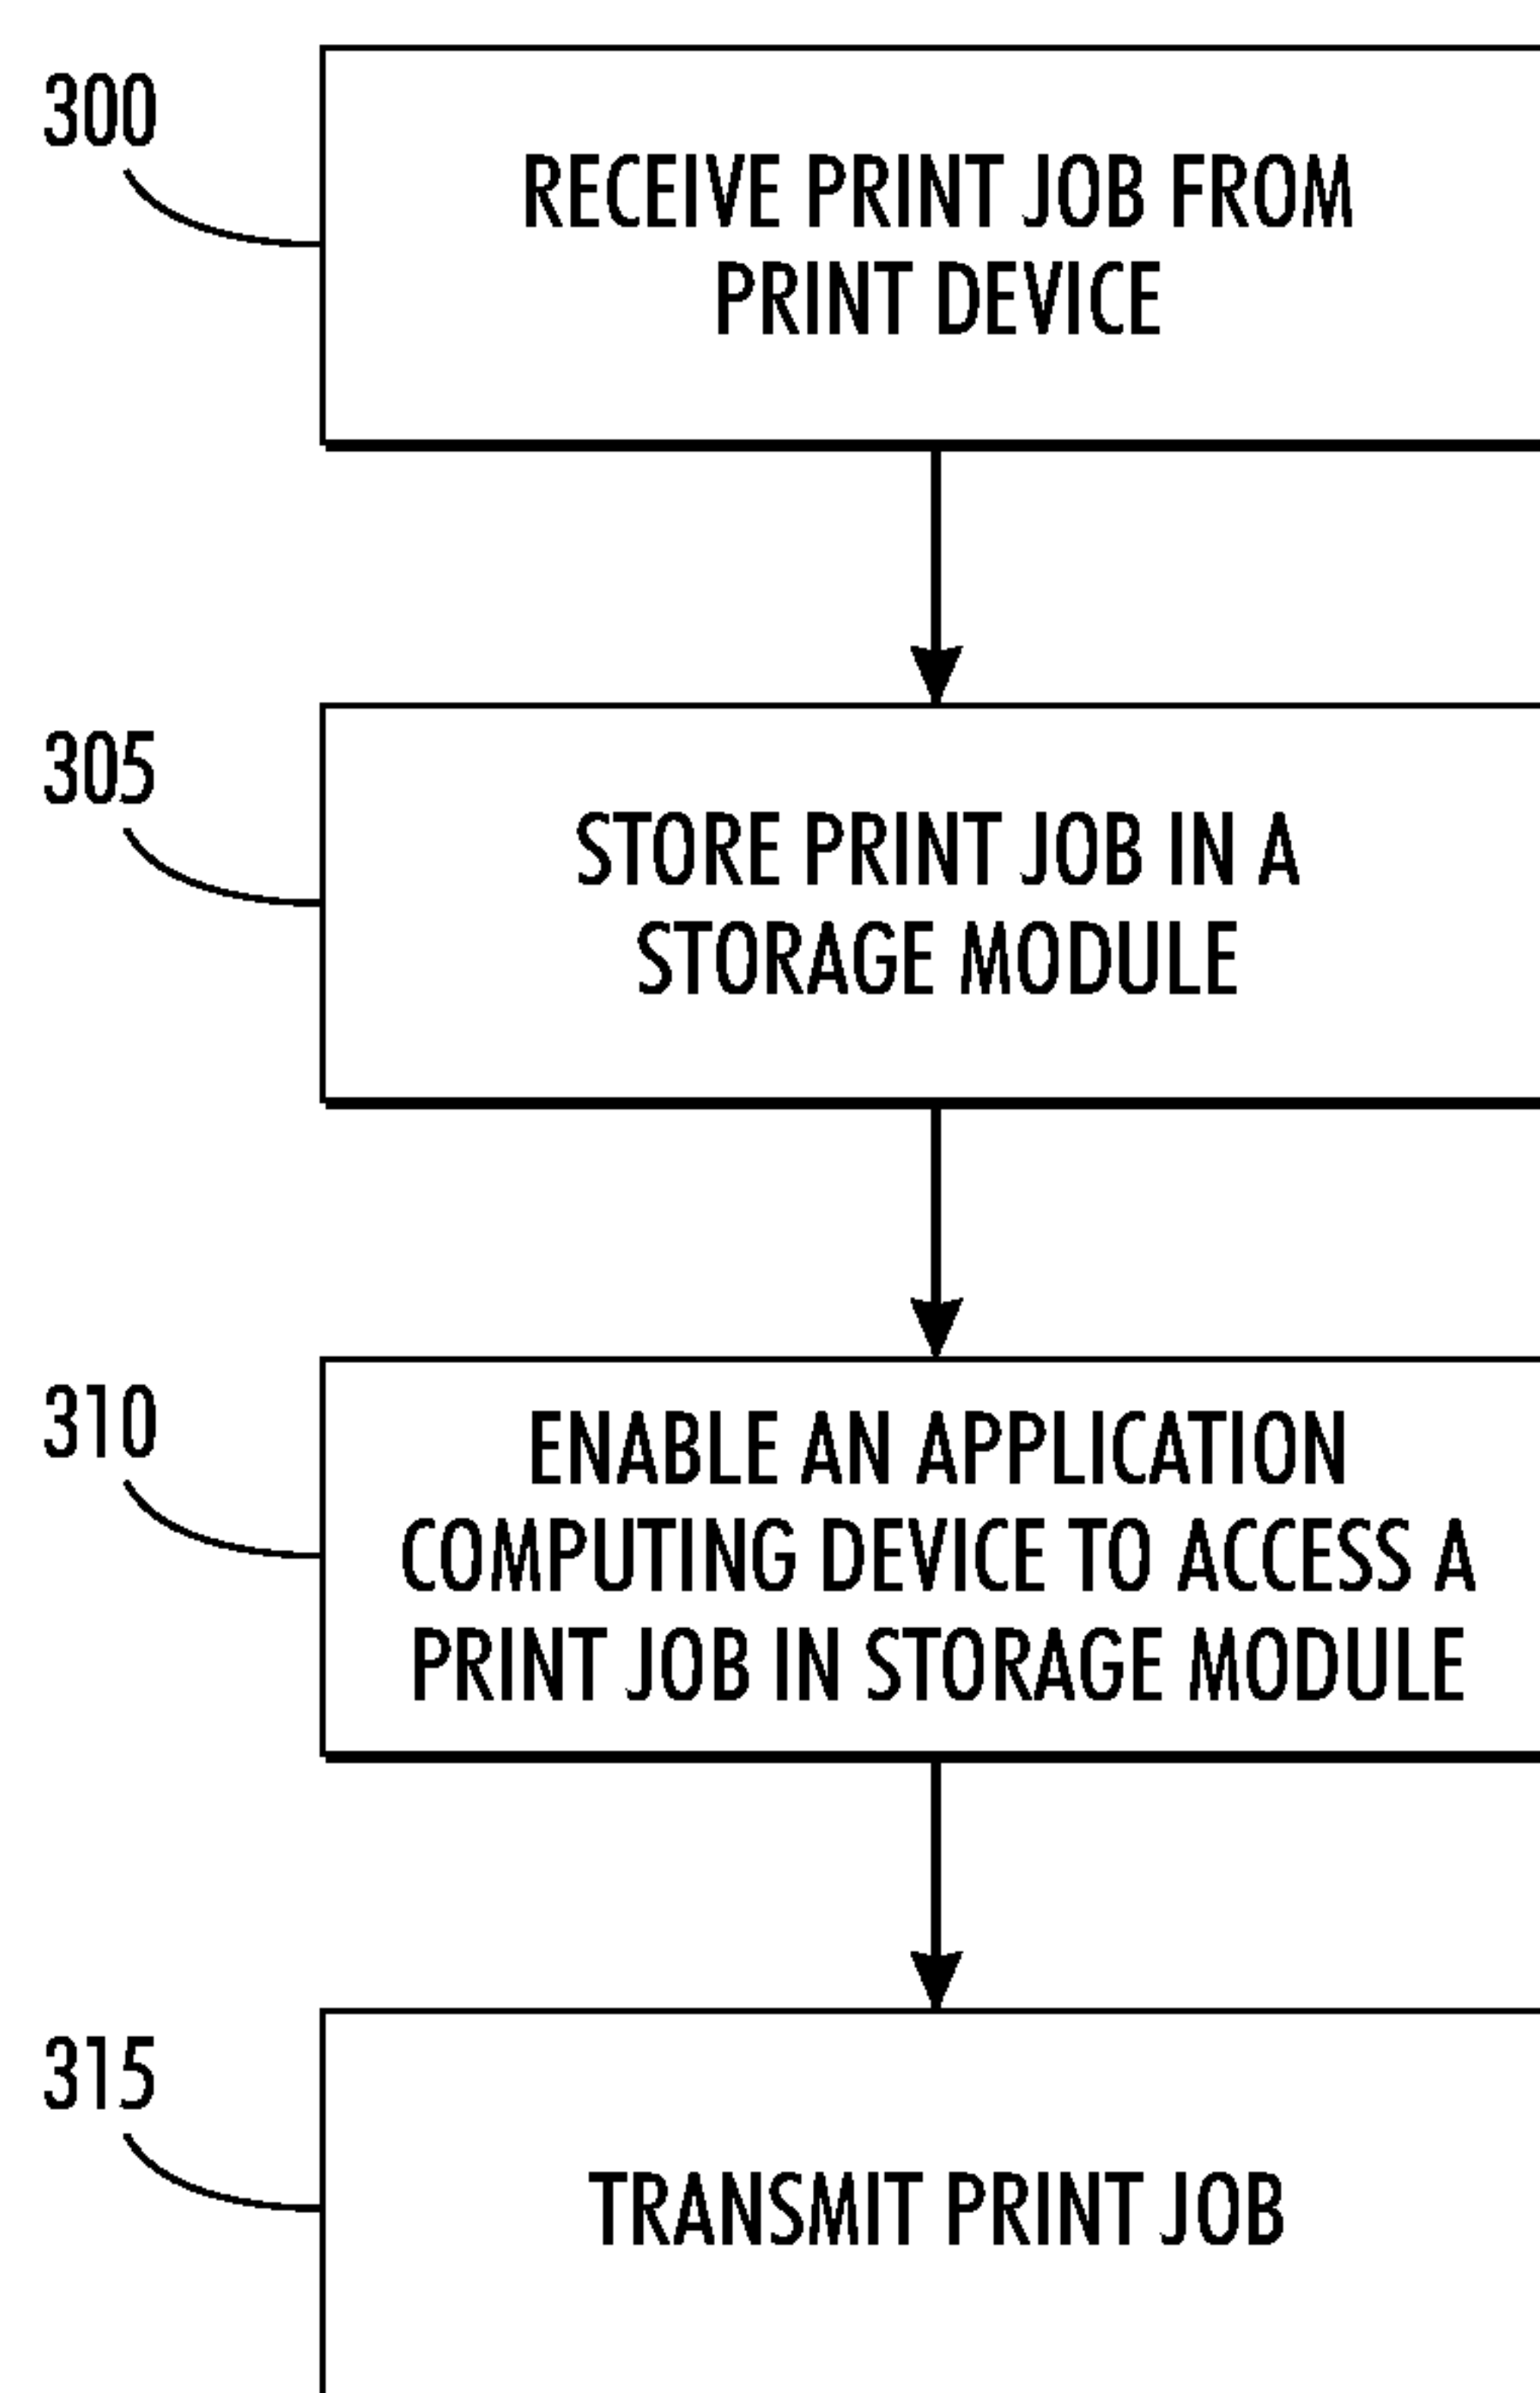 300
RECEIVE PRINT JOB FROM
PRINT DEVICE
305
STORE PRINT JOB IN A
STORAGE MODULE
310
ENABLE AN APPLICATION
COMPUTING DEVICE TO ACCESS A
PRINT JOB IN STORAGE MODULE
315
TRANSMIT PRINT JOB